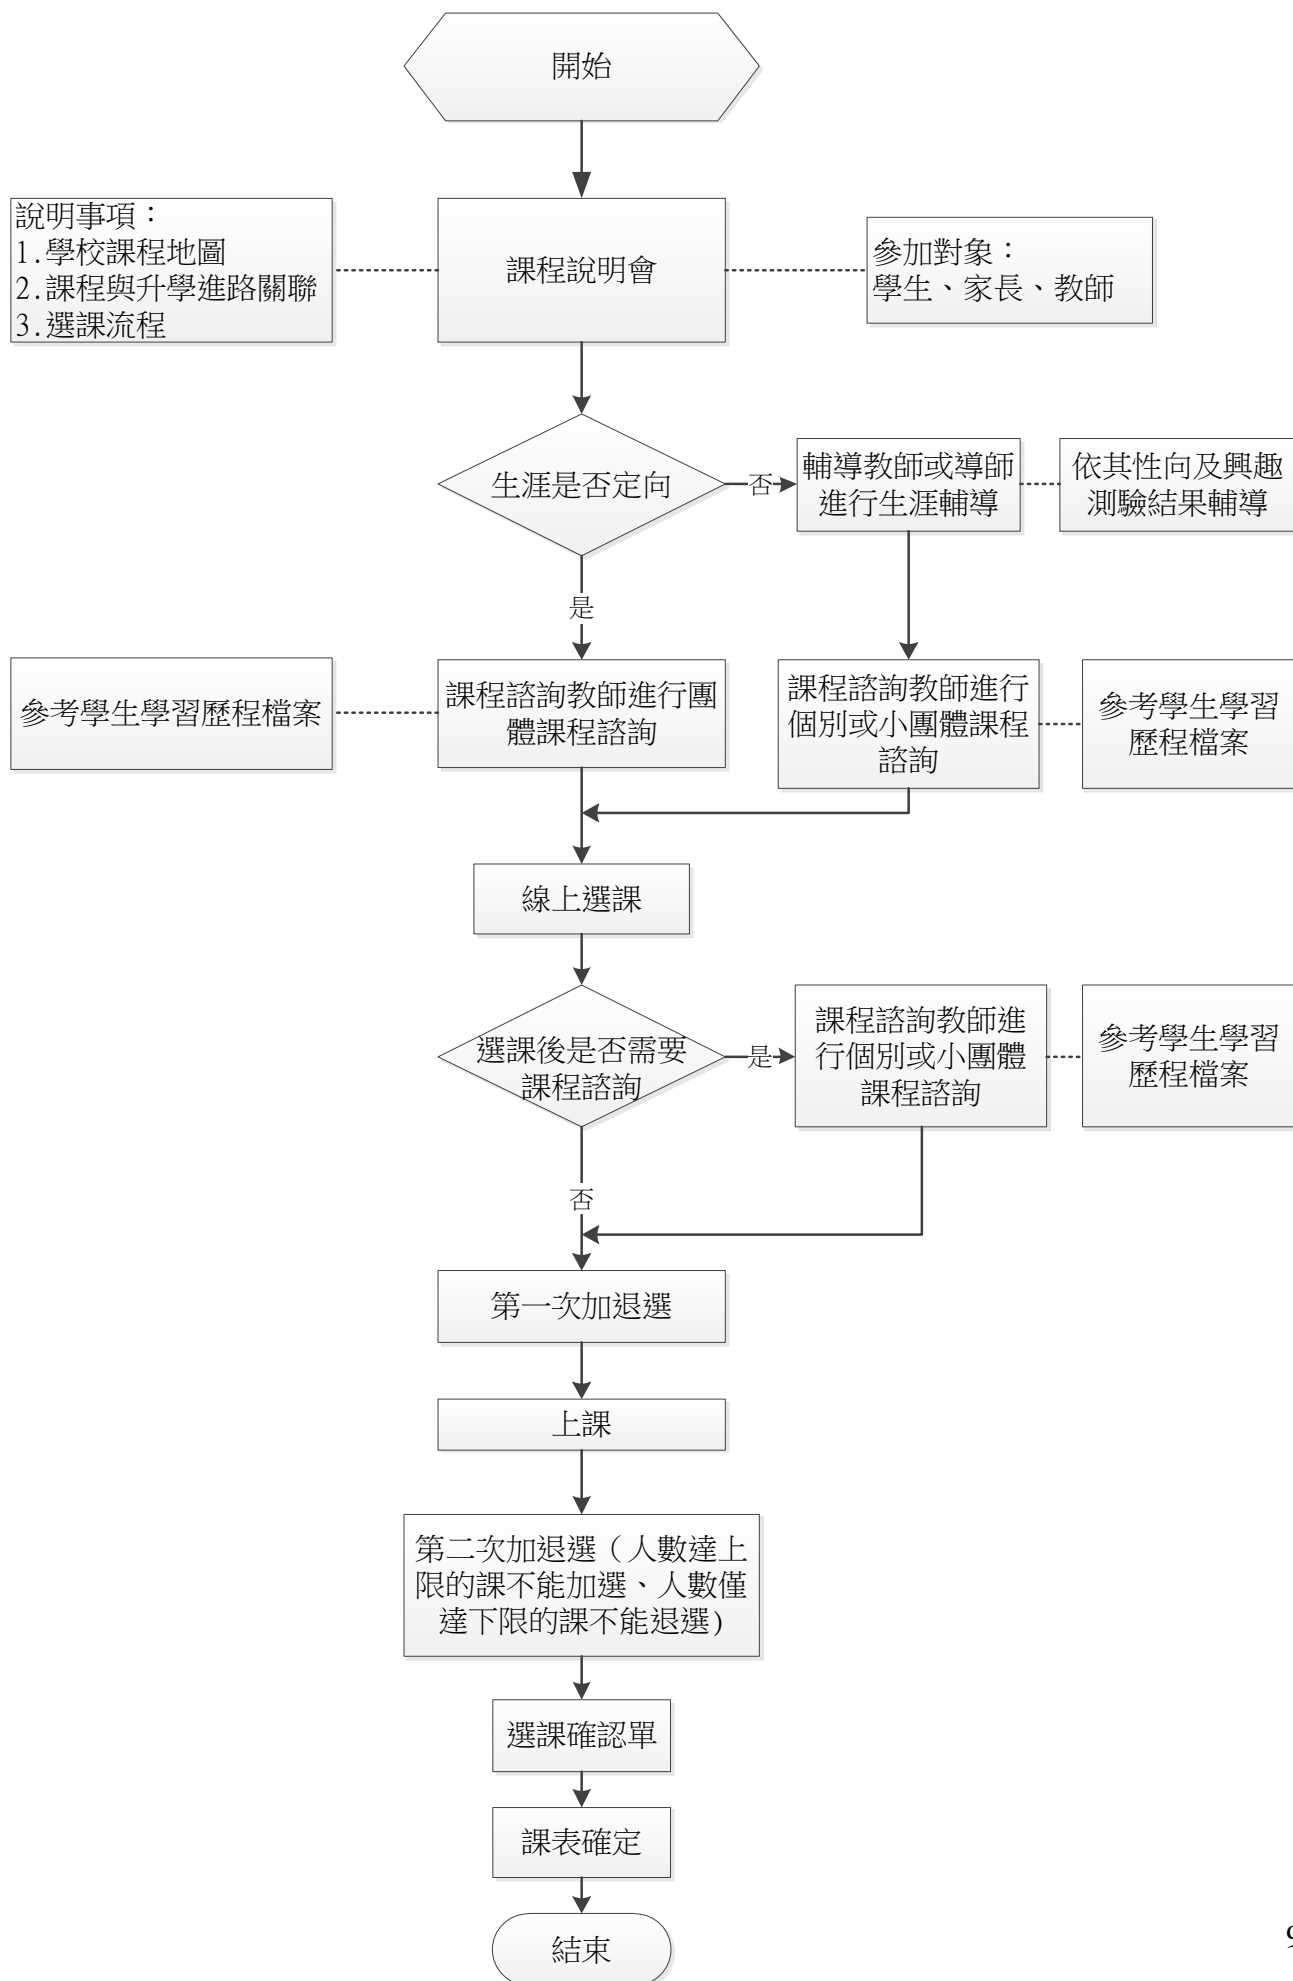 開始
說明事項：
1.學校課程地圖
2.課程與升學進路關聯
3.選課流程
課程說明會
參加對象：
學生、家長、教師
生涯是否定向
否
輔導教師或導師
進行生涯輔導
依其性向及興趣
測驗結果輔導
是
參考學生學習歷程檔案
課程諮詢教師進行團
體課程諮詢
課程諮詢教師進行
個別或小團體課程
諮詢
參考學生學習
歷程檔案
線上選課
選課後是否需要
課程諮詢
是
課程諮詢教師進
行個別或小團體
課程諮詢
參考學生學習
歷程檔案
否
第一次加退選
上課
第二次加退選（人數達上
限的課不能加選、人數僅
達下限的課不能退選)
選課確認單
課表確定
結束